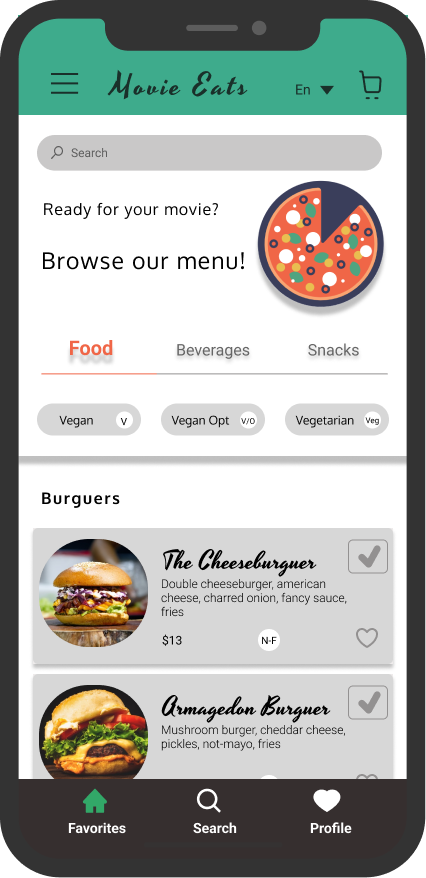 Movie Eats
En
Search
Ready for your movie?
Browse our menu!
Food Beverages Snacks
Vegan V Vegan Opt V/O Vegetarian Veg
Burguers
The Cheeseburguer
Double cheeseburger, american
cheese, charred onion, fancy sauce,
fries
$13 N-F
Armagedon Burguer
Mushroom burger, cheddar cheese,
pickles, not-mayo, fries
Favorites Search Profile